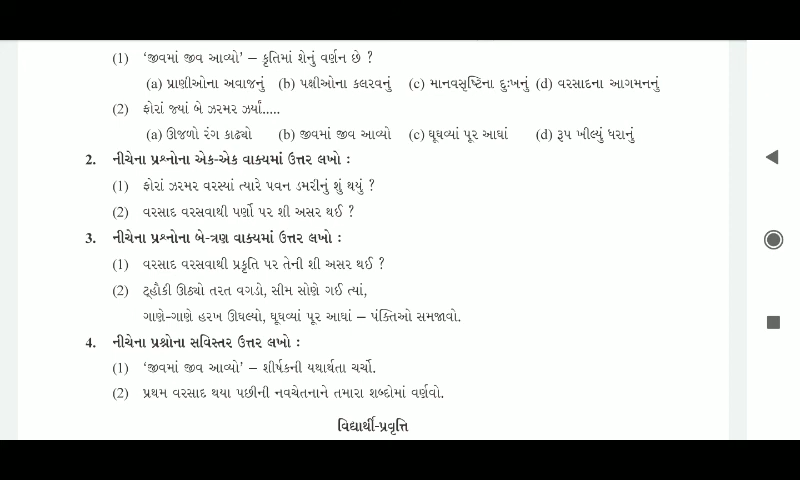 (1) ‘જીવમાં જીવ આવ્યો’ – કૃતિમાં શેનું વર્ણન છે ?
(a) પ્રાણીઓના અવાજનું (b) પક્ષીઓના કલરવનું (c) માનવસૃષ્ટિના દુઃખનું (d) વરસાદના આગમનનું
(2) ફોરાં જ્યાં બે ઝરમર ઝર્યાં.....
(a) ઊજળો રંગ કાઢ્યો (b) જીવમાં જીવ આવ્યો (c) ઘૂઘવ્યાં પૂર આઘાં (d) રૂપ ખીલ્યું ધરાનું
2. નીચેના પ્રશ્નોના એક-એક વાક્યમાં ઉત્તર લખો :
(1) ફોરાં ઝરમર વરસ્યાં ત્યારે પવન ડમરીનું શું થયું ?
(2) વરસાદ વરસવાથી પર્ણો પર શી અસર થઈ ?
3. નીચેના પ્રશ્નોના બે-ત્રણ વાક્યમાં ઉત્તર લખો :
(1) વરસાદ વરસવાથી પ્રકૃતિ પર તેની શી અસર થઈ ?
(2) ટ્હૌકી ઊઠ્યો તરત વગડો, સીમ સોણે ગઈ ત્યાં,
ગાણે-ગાણે હરખ ઊછલ્યો, ઘૂઘવ્યાં પૂર આઘાં – પંક્તિઓ સમજાવો.
4. નીચેના પ્રશ્નોના સવિસ્તર ઉત્તર લખો :
(1) ‘જીવમાં જીવ આવ્યો’ – શીર્ષકની યથાર્થતા ચર્ચો.
(2) પ્રથમ વરસાદ થયા પછીની નવચેતનાને તમારા શબ્દોમાં વર્ણવો.
વિદ્યાર્થી-પ્રવૃત્તિ